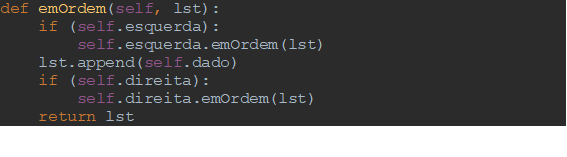 def emOrdem(self, lst):
    if (self.esquerda):
        self.esquerda.emOrdem(lst)
    lst.append(self.dado)
    if (self.direita):
        self.direita.emOrdem(lst)
    return lst